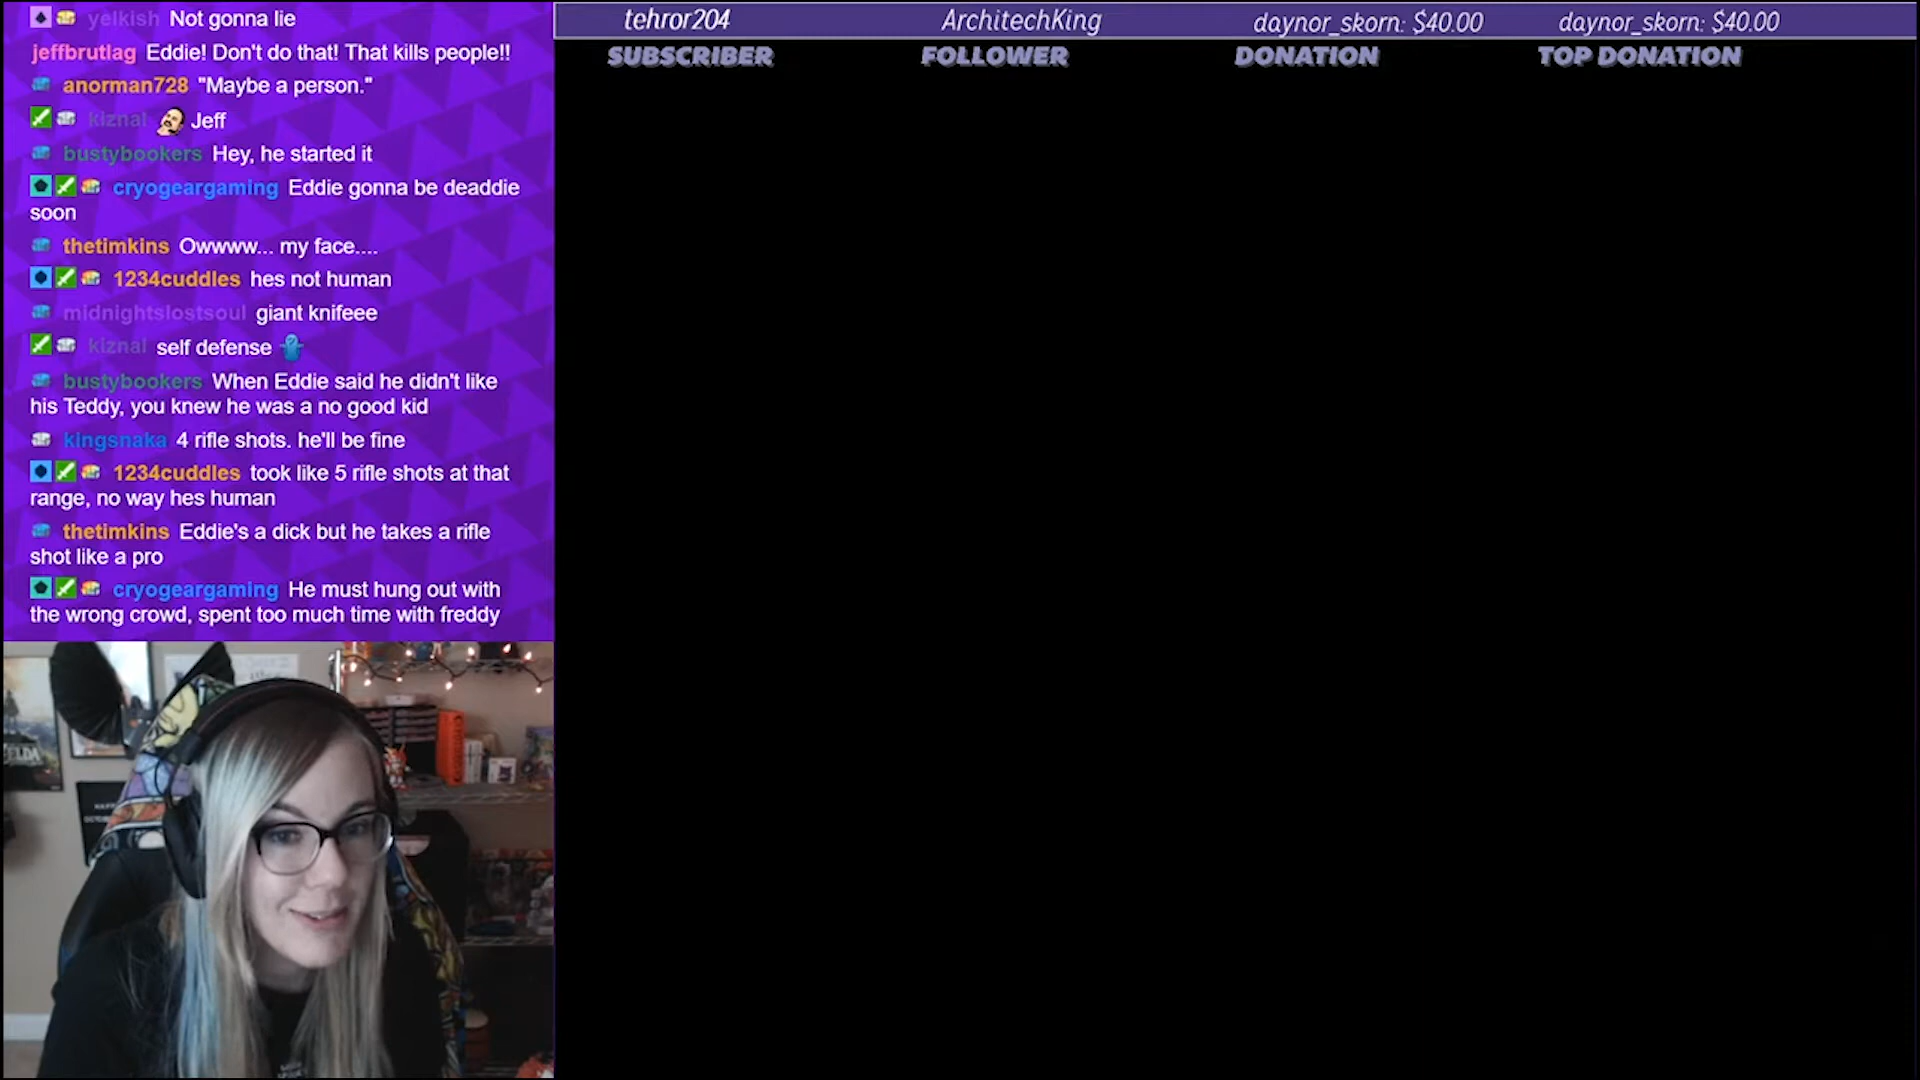 yelkish Not gonna lie
jeffbrutlag Eddie! Don't do that! That kills people!!
anorman728 "Maybe a person."
kiznal Jeff
bustybookers Hey, he started it
cryogeargaming Eddie gonna be deaddie
soon
thetimkins Owwww... my face....
1234cuddles hes not human
midnightslostsoul giant knifeee
kiznal self defense
bustybookers When Eddie said he didn't like
his Teddy, you knew he was a no good kid
kingsnaka 4 rifle shots. he'll be fine
1234cuddles took like 5 rifle shots at that
range, no way hes human
thetimkins Eddie's a dick but he takes a rifle
shot like a pro
cryogeargaming He must hung out with
the wrong crowd, spent too much time with freddy
tehror204
SUBSCRIBER
ArchitechKing
FOLLOWER
daynor_skorn: $40.00
DONATION
daynor_skorn: $40.00
TOP DONATION